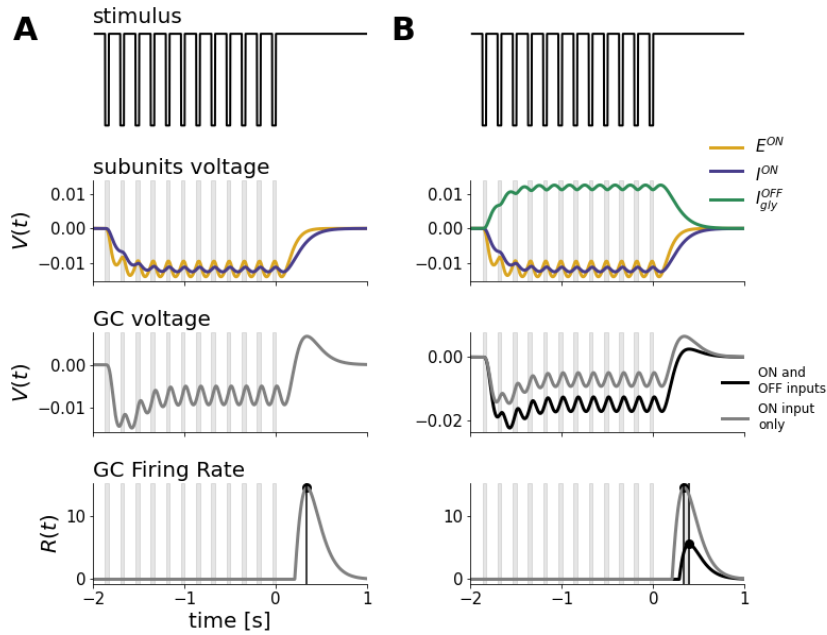 A
stimulus
B
E^ON
I^ON
I^OFF_gly
subunits voltage
V(t)
0.01
0.00
−0.01
0.01
0.00
−0.01
GC voltage
V(t)
0.00
−0.01
0.00
−0.02
ON and
OFF inputs
ON input
only
GC Firing Rate
R(t)
10
0
−2
−1
0
1
time [s]
10
0
−2
−1
0
1